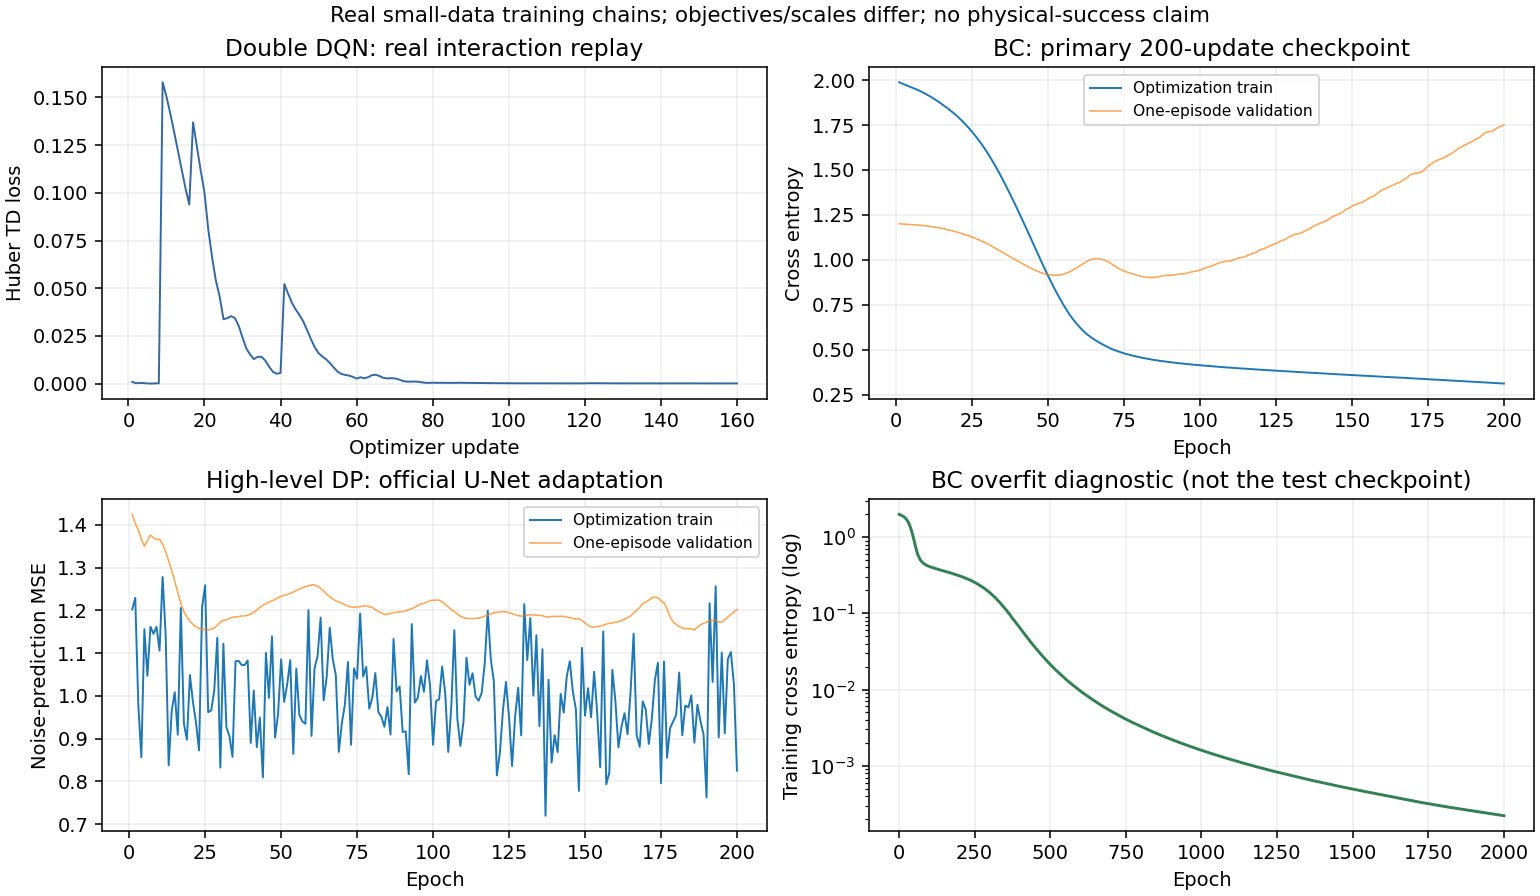 Real small-data training chains; objectives/scales differ; no physical-success claim
Double DQN: real interaction replay
Huber TD loss
0.150
0.125
0.100
0.075
0.050
0.025
0.000
0 20 40 60 80 100 120 140 160
Optimizer update
BC: primary 200-update checkpoint
Cross entropy
2.00
1.75
1.50
1.25
1.00
0.75
0.50
0.25
Optimization train
One-episode validation
0 25 50 75 100 125 150 175 200
Epoch
High-level DP: official U-Net adaptation
Noise-prediction MSE
1.4
1.3
1.2
1.1
1.0
0.9
0.8
0.7
Optimization train
One-episode validation
0 25 50 75 100 125 150 175 200
Epoch
BC overfit diagnostic (not the test checkpoint)
Training cross entropy (log)
10⁰
10⁻¹
10⁻²
10⁻³
0 250 500 750 1000 1250 1500 1750 2000
Epoch